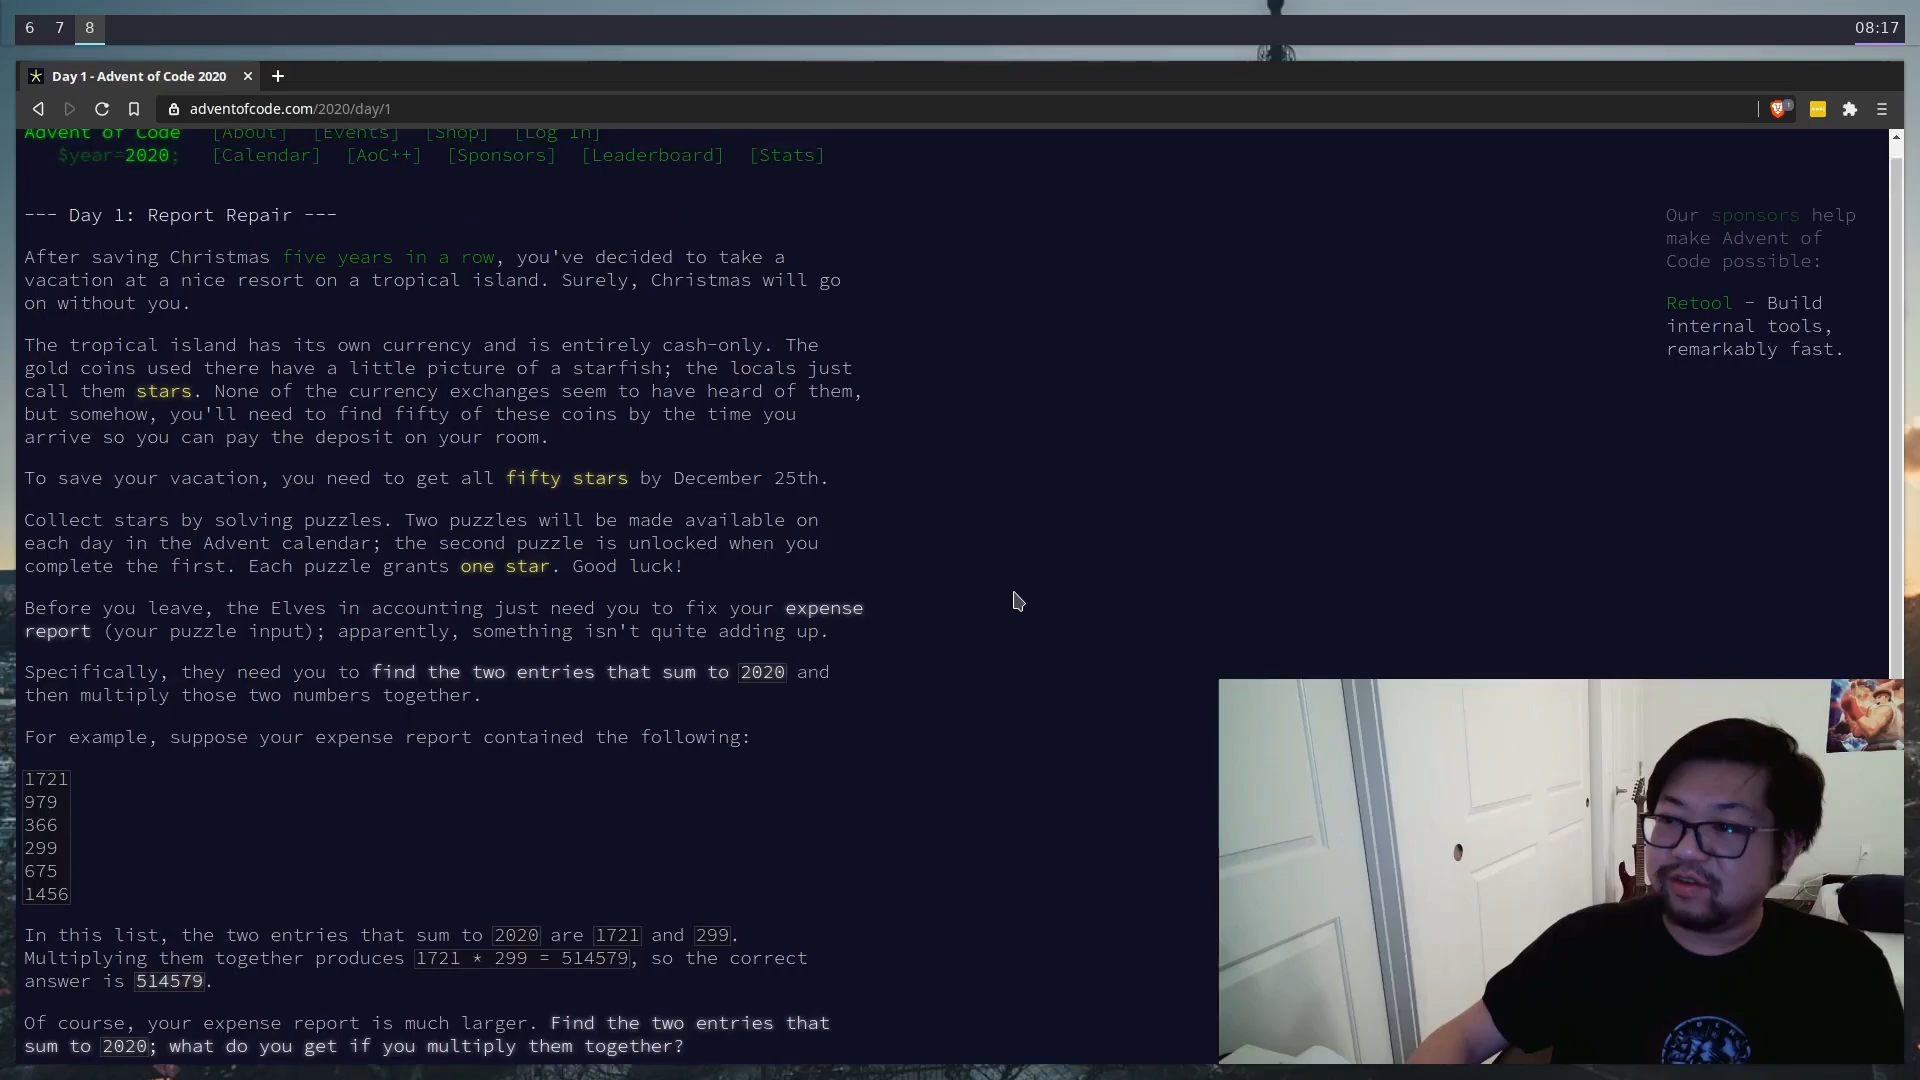 6 7 8 08:17
Day 1 - Advent of Code 2020
adventofcode.com/2020/day/1
Advent of Code [About] [Events] [Shop] [Log In]
$year=2020; [Calendar] [AoC++] [Sponsors] [Leaderboard] [Stats]
--- Day 1: Report Repair ---
After saving Christmas five years in a row, you've decided to take a
vacation at a nice resort on a tropical island. Surely, Christmas will go
on without you.
The tropical island has its own currency and is entirely cash-only. The
gold coins used there have a little picture of a starfish; the locals just
call them stars. None of the currency exchanges seem to have heard of them,
but somehow, you'll need to find fifty of these coins by the time you
arrive so you can pay the deposit on your room.
To save your vacation, you need to get all fifty stars by December 25th.
Collect stars by solving puzzles. Two puzzles will be made available on
each day in the Advent calendar; the second puzzle is unlocked when you
complete the first. Each puzzle grants one star. Good luck!
Before you leave, the Elves in accounting just need you to fix your expense
report (your puzzle input); apparently, something isn't quite adding up.
Specifically, they need you to find the two entries that sum to 2020 and
then multiply those two numbers together.
For example, suppose your expense report contained the following:
1721
979
366
299
675
1456
In this list, the two entries that sum to 2020 are 1721 and 299.
Multiplying them together produces 1721 * 299 = 514579, so the correct
answer is 514579.
Of course, your expense report is much larger. Find the two entries that
sum to 2020; what do you get if you multiply them together?
Our sponsors help
make Advent of
Code possible:
Retool - Build
internal tools,
remarkably fast.